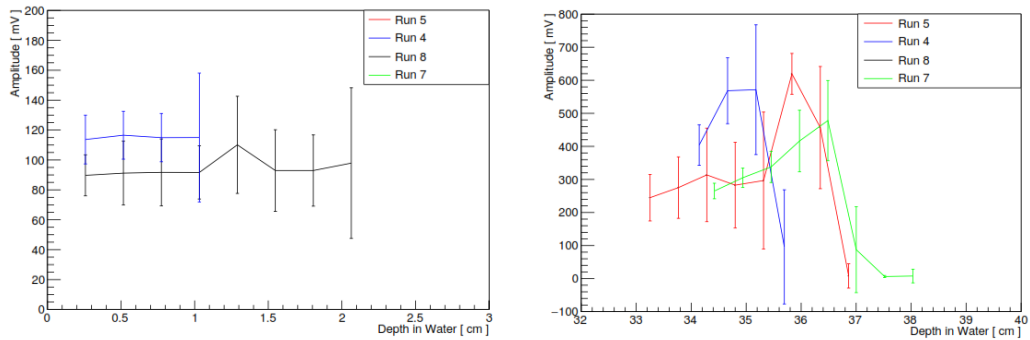 Amplitude [ mV]
200
180
160
140
120
100
80
60
40
20
0
0 0.5 1 1.5 2 2.5 3
Depth in Water [ cm]
Run 5
Run 4
Run 8
Run 7
Amplitude [ mV]
800
700
600
500
400
300
200
100
0
−100
32 33 34 35 36 37 38 39 40
Depth in Water [ cm]
Run 5
Run 4
Run 8
Run 7